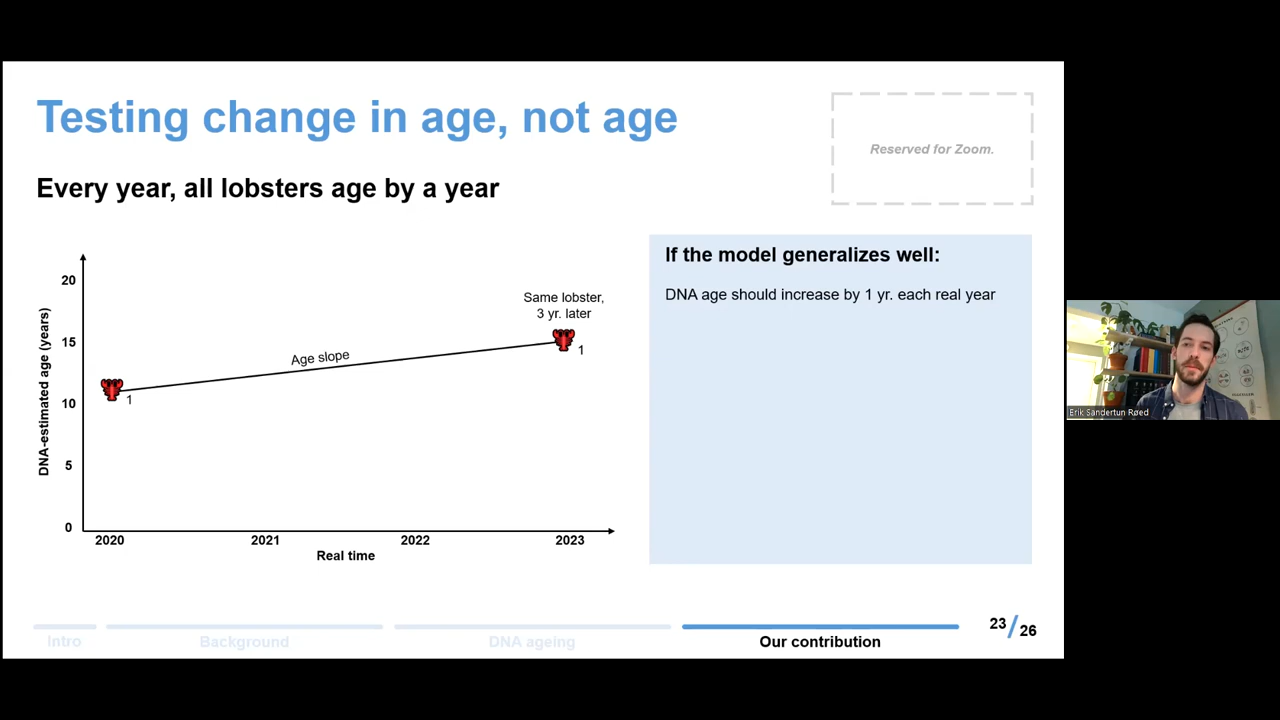 Testing change in age, not age
Reserved for Zoom.
Every year, all lobsters age by a year
DNA-estimated age (years)
20
15
10
5
0
Same lobster,
3 yr. later
Age slope
1
1
2020
2021
2022
2023
Real time
If the model generalizes well:
DNA age should increase by 1 yr. each real year
Erik Sandertun Røed
Intro
Background
DNA ageing
Our contribution
23/26